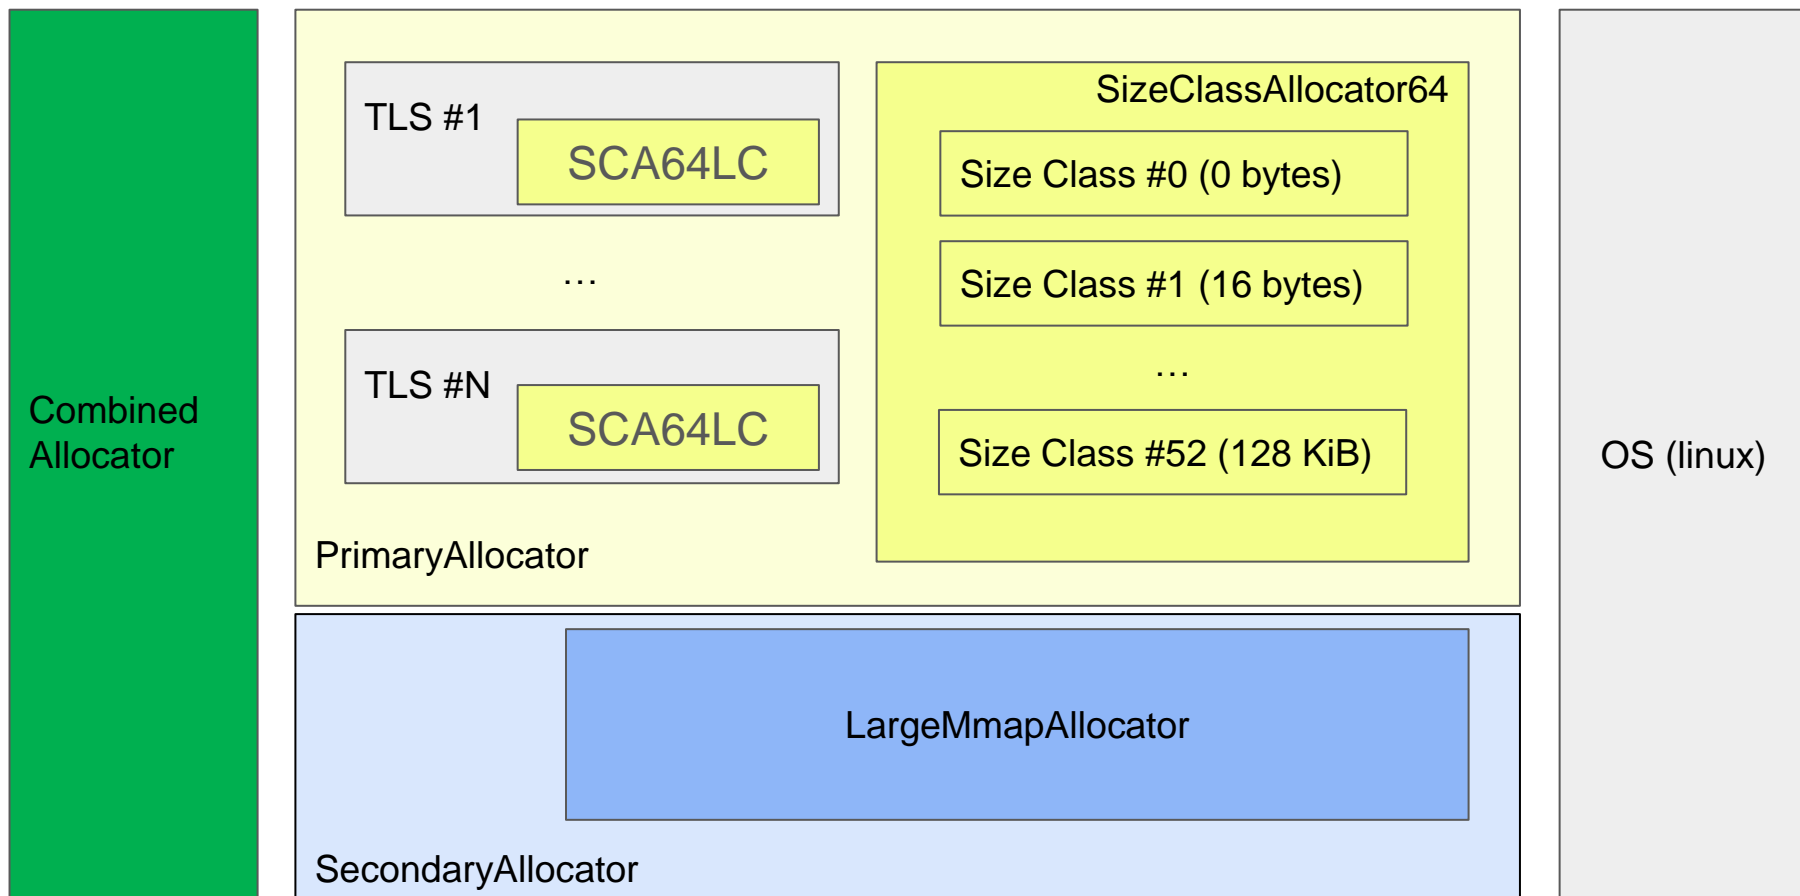 Combined
Allocator
TLS #1
SCA64LC
…
TLS #N
SCA64LC
PrimaryAllocator
SizeClassAllocator64
Size Class #0 (0 bytes)
Size Class #1 (16 bytes)
…
Size Class #52 (128 KiB)
LargeMmapAllocator
SecondaryAllocator
OS (linux)